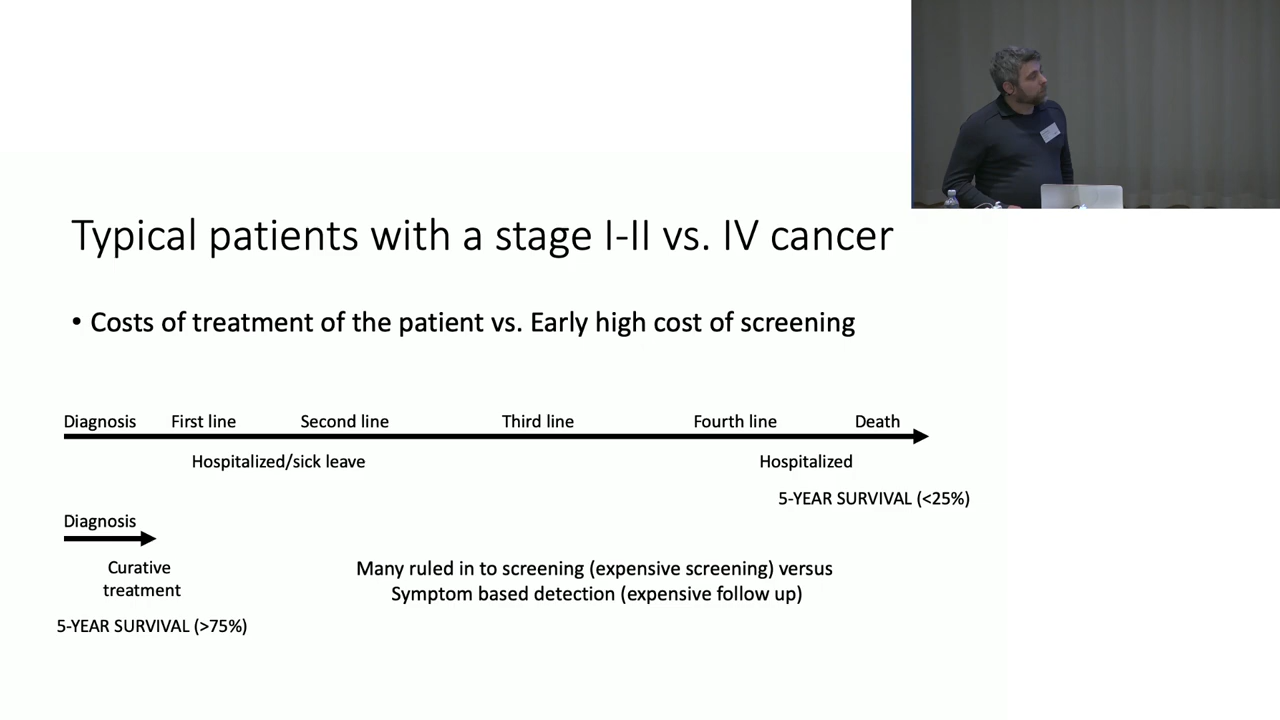 Typical patients with a stage I-II vs. IV cancer
• Costs of treatment of the patient vs. Early high cost of screening
Diagnosis First line Second line Third line Fourth line Death
Hospitalized/sick leave Hospitalized
5-YEAR SURVIVAL (<25%)
Diagnosis
Curative
treatment
5-YEAR SURVIVAL (>75%)
Many ruled in to screening (expensive screening) versus
Symptom based detection (expensive follow up)